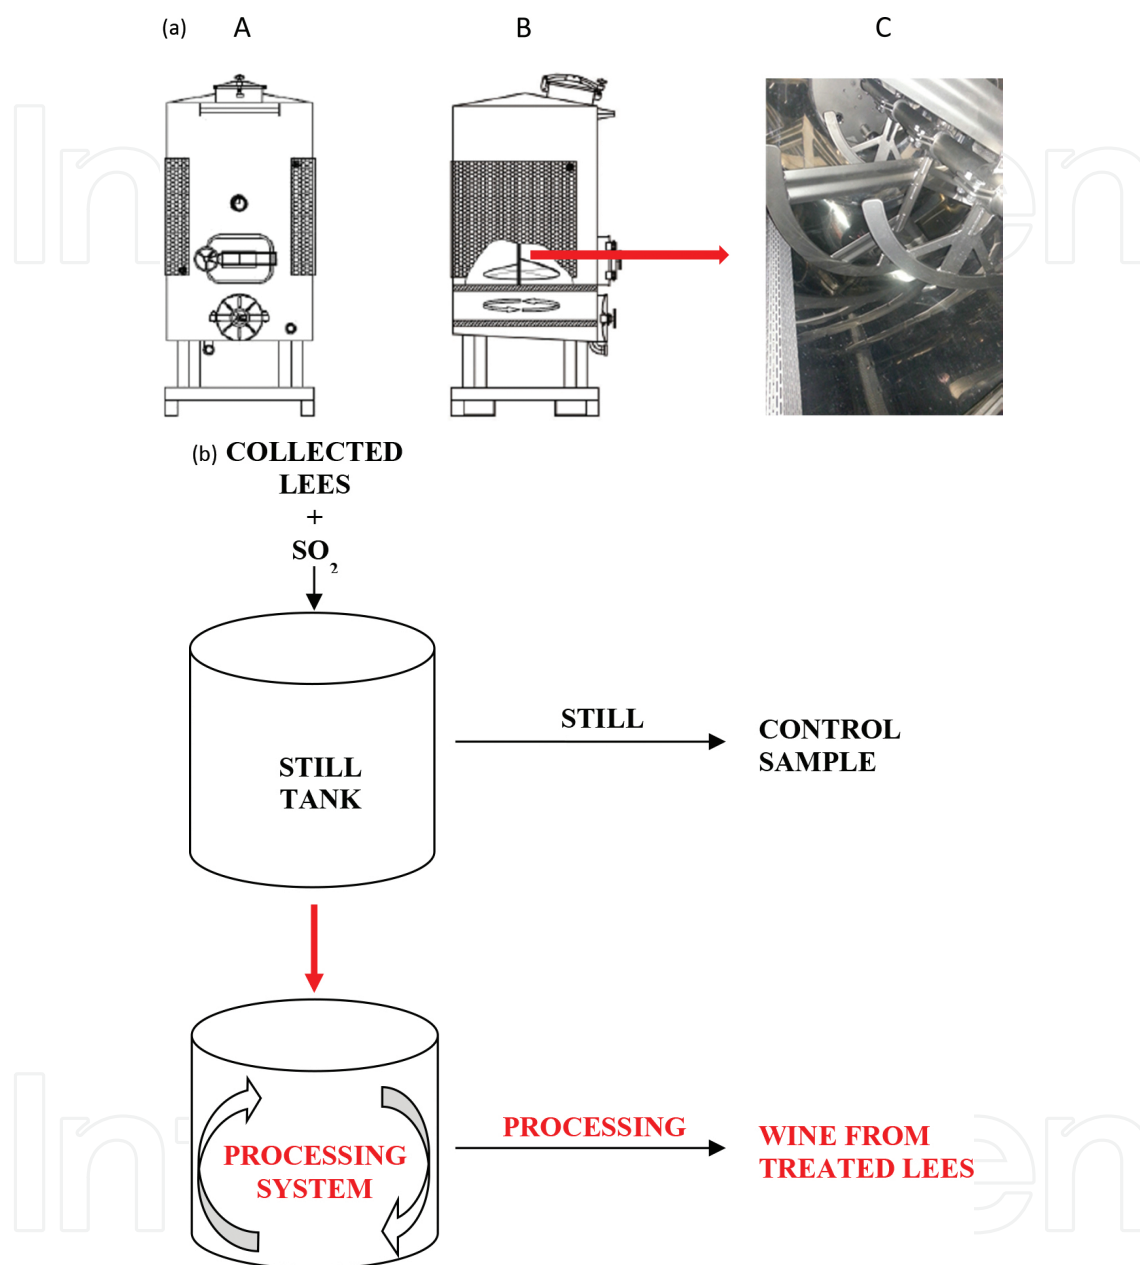 (a) A B C
(b) COLLECTED
LEES
+
SO2
STILL
CONTROL
SAMPLE
STILL
TANK
PROCESSING
WINE FROM
TREATED LEES
PROCESSING
SYSTEM